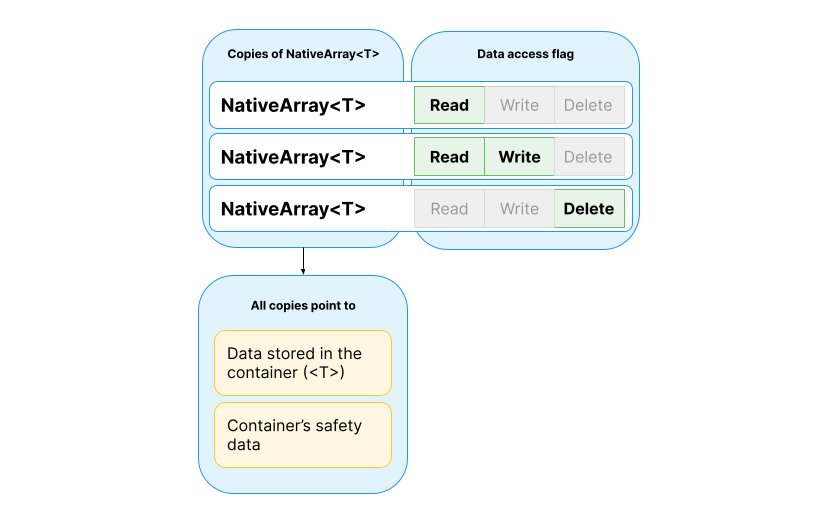 Copies of NativeArray<T>
Data access flag
NativeArray<T> Read Write Delete
NativeArray<T> Read Write Delete
NativeArray<T> Read Write Delete
All copies point to
Data stored in the
container (<T>)
Container’s safety
data